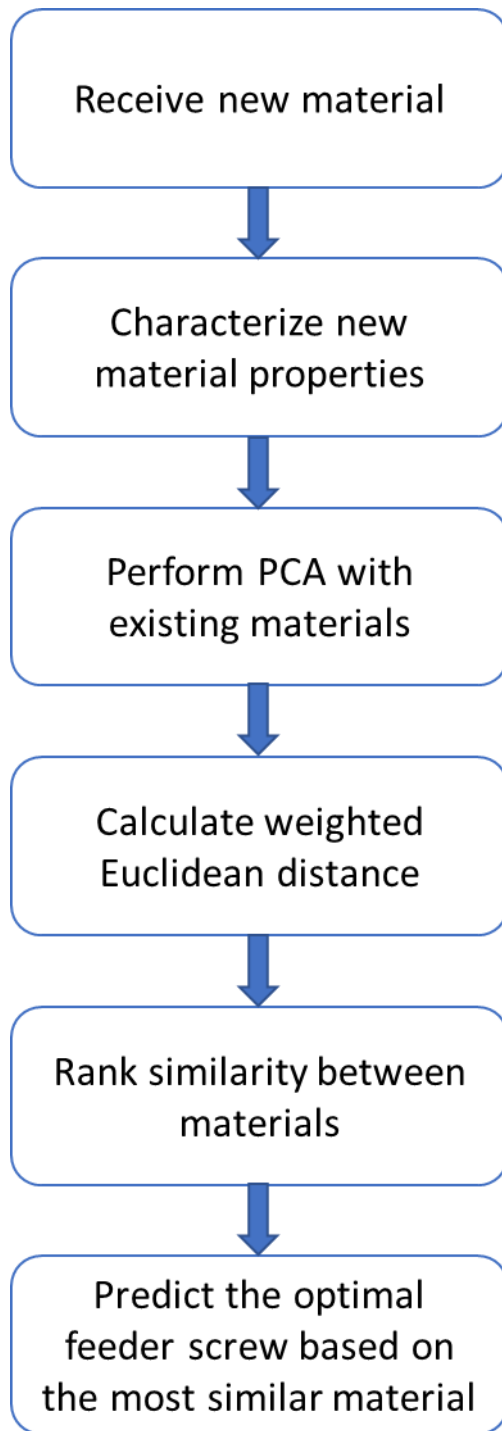 Receive new material
Characterize new
material properties
Perform PCA with
existing materials
Calculate weighted
Euclidean distance
Rank similarity between
materials
Predict the optimal
feeder screw based on
the most similar material